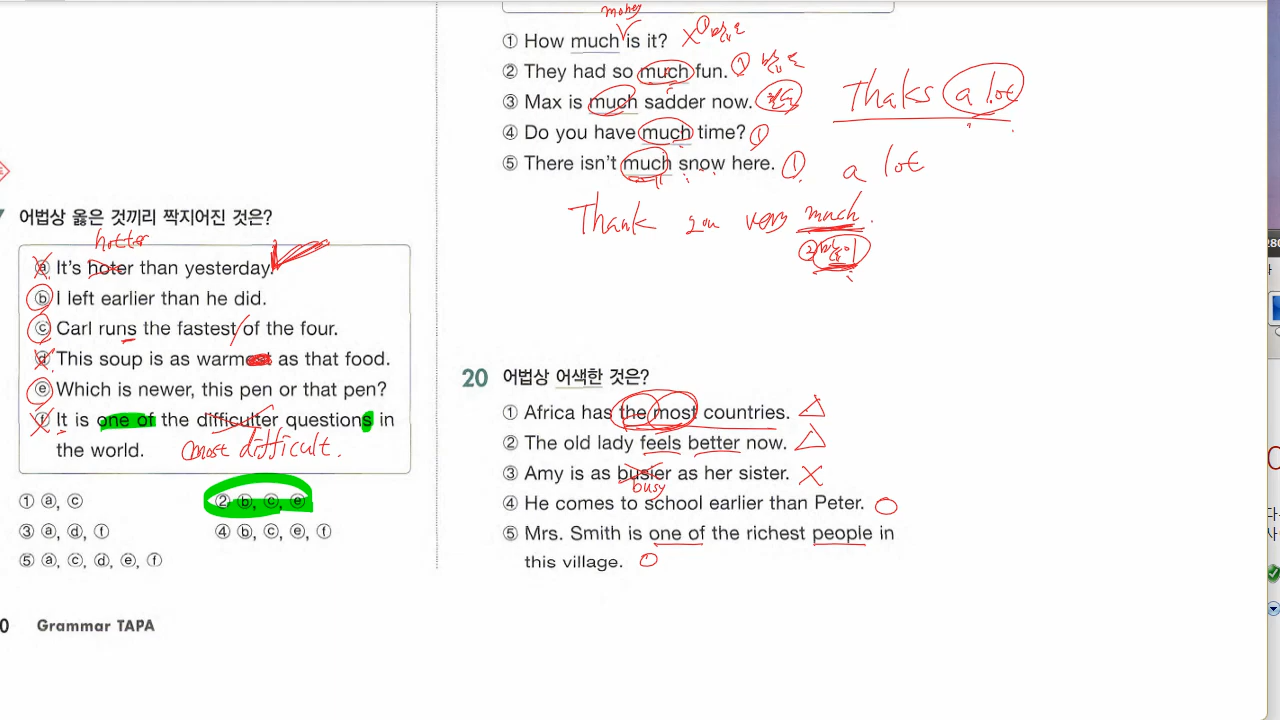 어법상 옳은 것끼리 짝지어진 것은?
hotter
ⓐ It's hoter than yesterday.
ⓑ I left earlier than he did.
ⓒ Carl runs the fastest of the four.
ⓓ This soup is as warmest as that food.
ⓔ Which is newer, this pen or that pen?
ⓕ It is one of the difficulter questions in
the world.
most difficult.
① ⓐ, ⓒ
② ⓑ, ⓒ, ⓔ
③ ⓐ, ⓓ, ⓕ
④ ⓑ, ⓒ, ⓔ, ⓕ
⑤ ⓐ, ⓒ, ⓓ, ⓔ, ⓕ
0 Grammar TAPA
money
① How much is it?
② They had so much fun.
③ Max is much sadder now.
④ Do you have much time? ①
⑤ There isn't much snow here. ①
Thaks a lot
a lot
Thank you very much.
20 어법상 어색한 것은?
① Africa has the most countries.
② The old lady feels better now.
③ Amy is as busier as her sister.
busy
④ He comes to school earlier than Peter.
⑤ Mrs. Smith is one of the richest people in
this village.